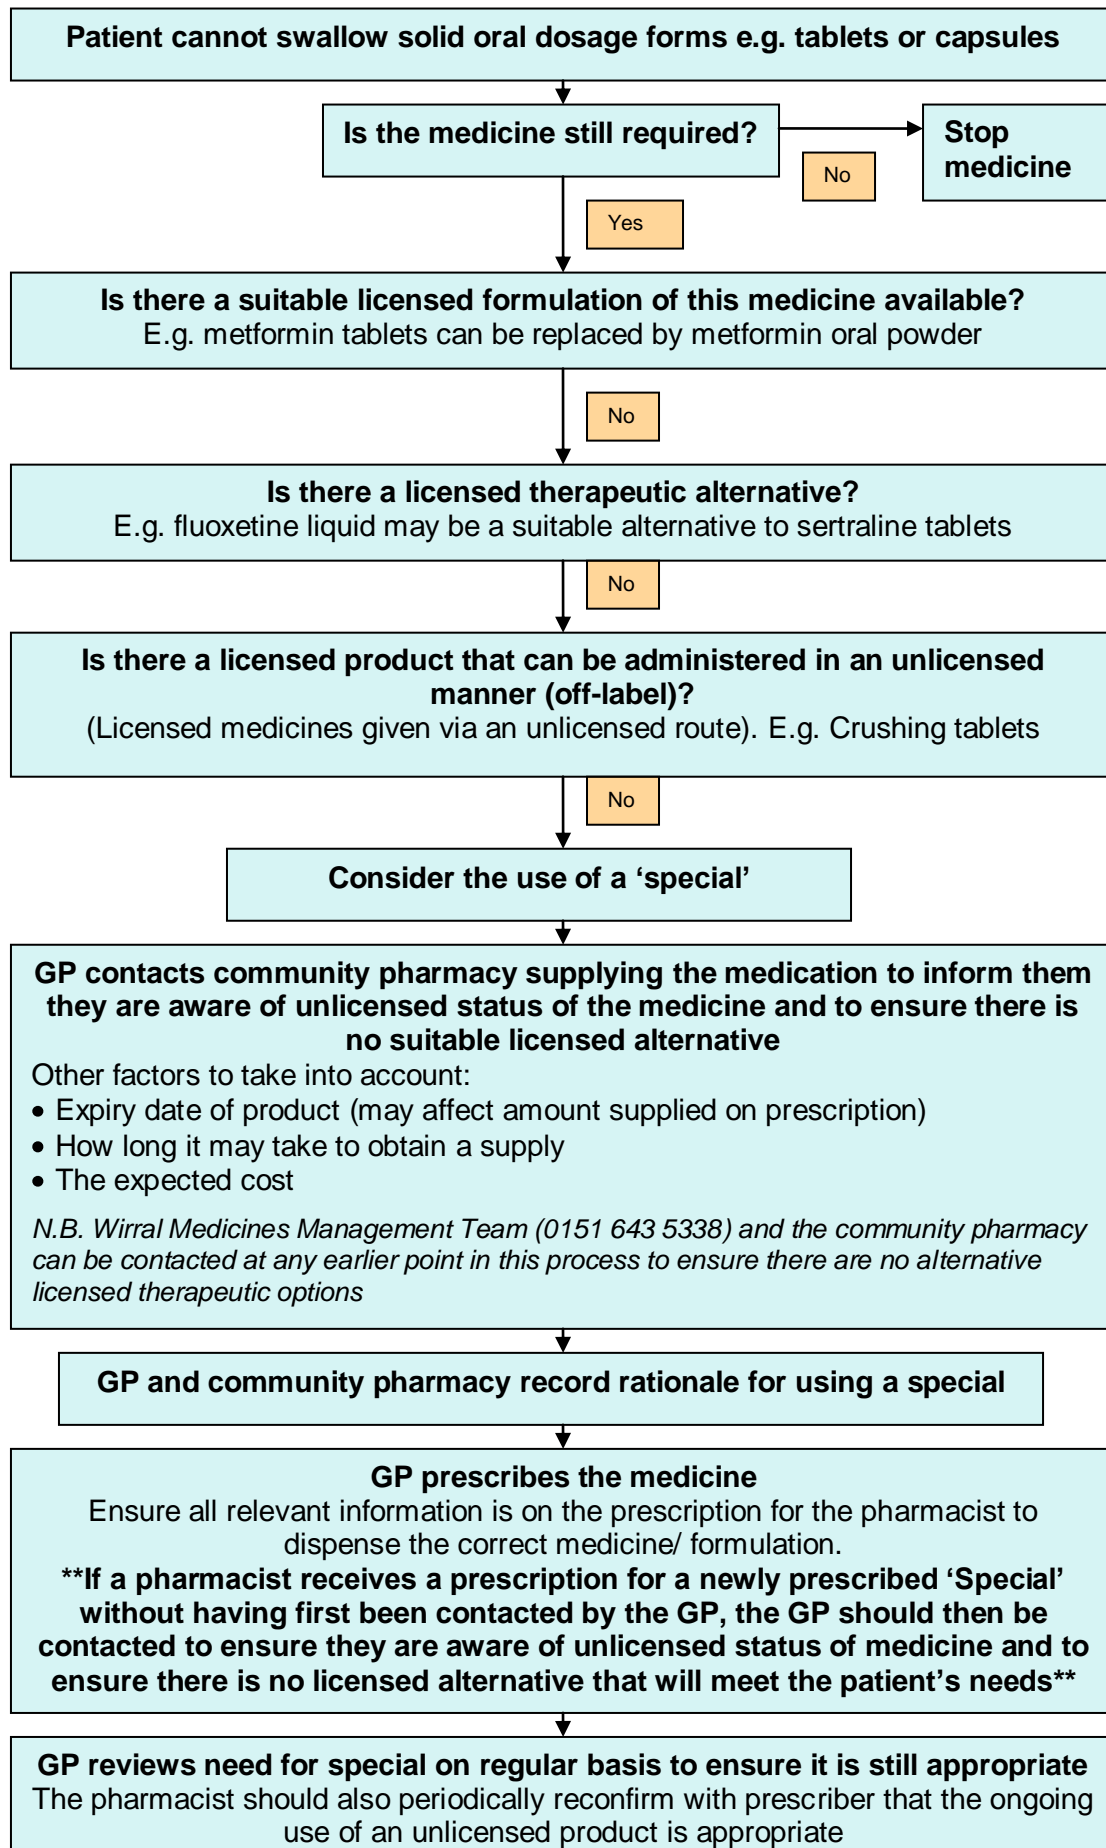 Patient cannot swallow solid oral dosage forms e.g. tablets or capsules
Is the medicine still required?
Stop
medicine
No
Yes
Is there a suitable licensed formulation of this medicine available?
E.g. metformin tablets can be replaced by metformin oral powder
No
Is there a licensed therapeutic alternative?
E.g. fluoxetine liquid may be a suitable alternative to sertraline tablets
No
Is there a licensed product that can be administered in an unlicensed
manner (off-label)?
(Licensed medicines given via an unlicensed route). E.g. Crushing tablets
No
Consider the use of a ‘special’
GP contacts community pharmacy supplying the medication to inform them
they are aware of unlicensed status of the medicine and to ensure there is
no suitable licensed alternative
Other factors to take into account:
• Expiry date of product (may affect amount supplied on prescription)
• How long it may take to obtain a supply
• The expected cost
N.B. Wirral Medicines Management Team (0151 643 5338) and the community pharmacy
can be contacted at any earlier point in this process to ensure there are no alternative
licensed therapeutic options
GP and community pharmacy record rationale for using a special
GP prescribes the medicine
Ensure all relevant information is on the prescription for the pharmacist to
dispense the correct medicine/ formulation.
**If a pharmacist receives a prescription for a newly prescribed ‘Special’
without having first been contacted by the GP, the GP should then be
contacted to ensure they are aware of unlicensed status of medicine and to
ensure there is no licensed alternative that will meet the patient’s needs**
GP reviews need for special on regular basis to ensure it is still appropriate
The pharmacist should also periodically reconfirm with prescriber that the ongoing
use of an unlicensed product is appropriate